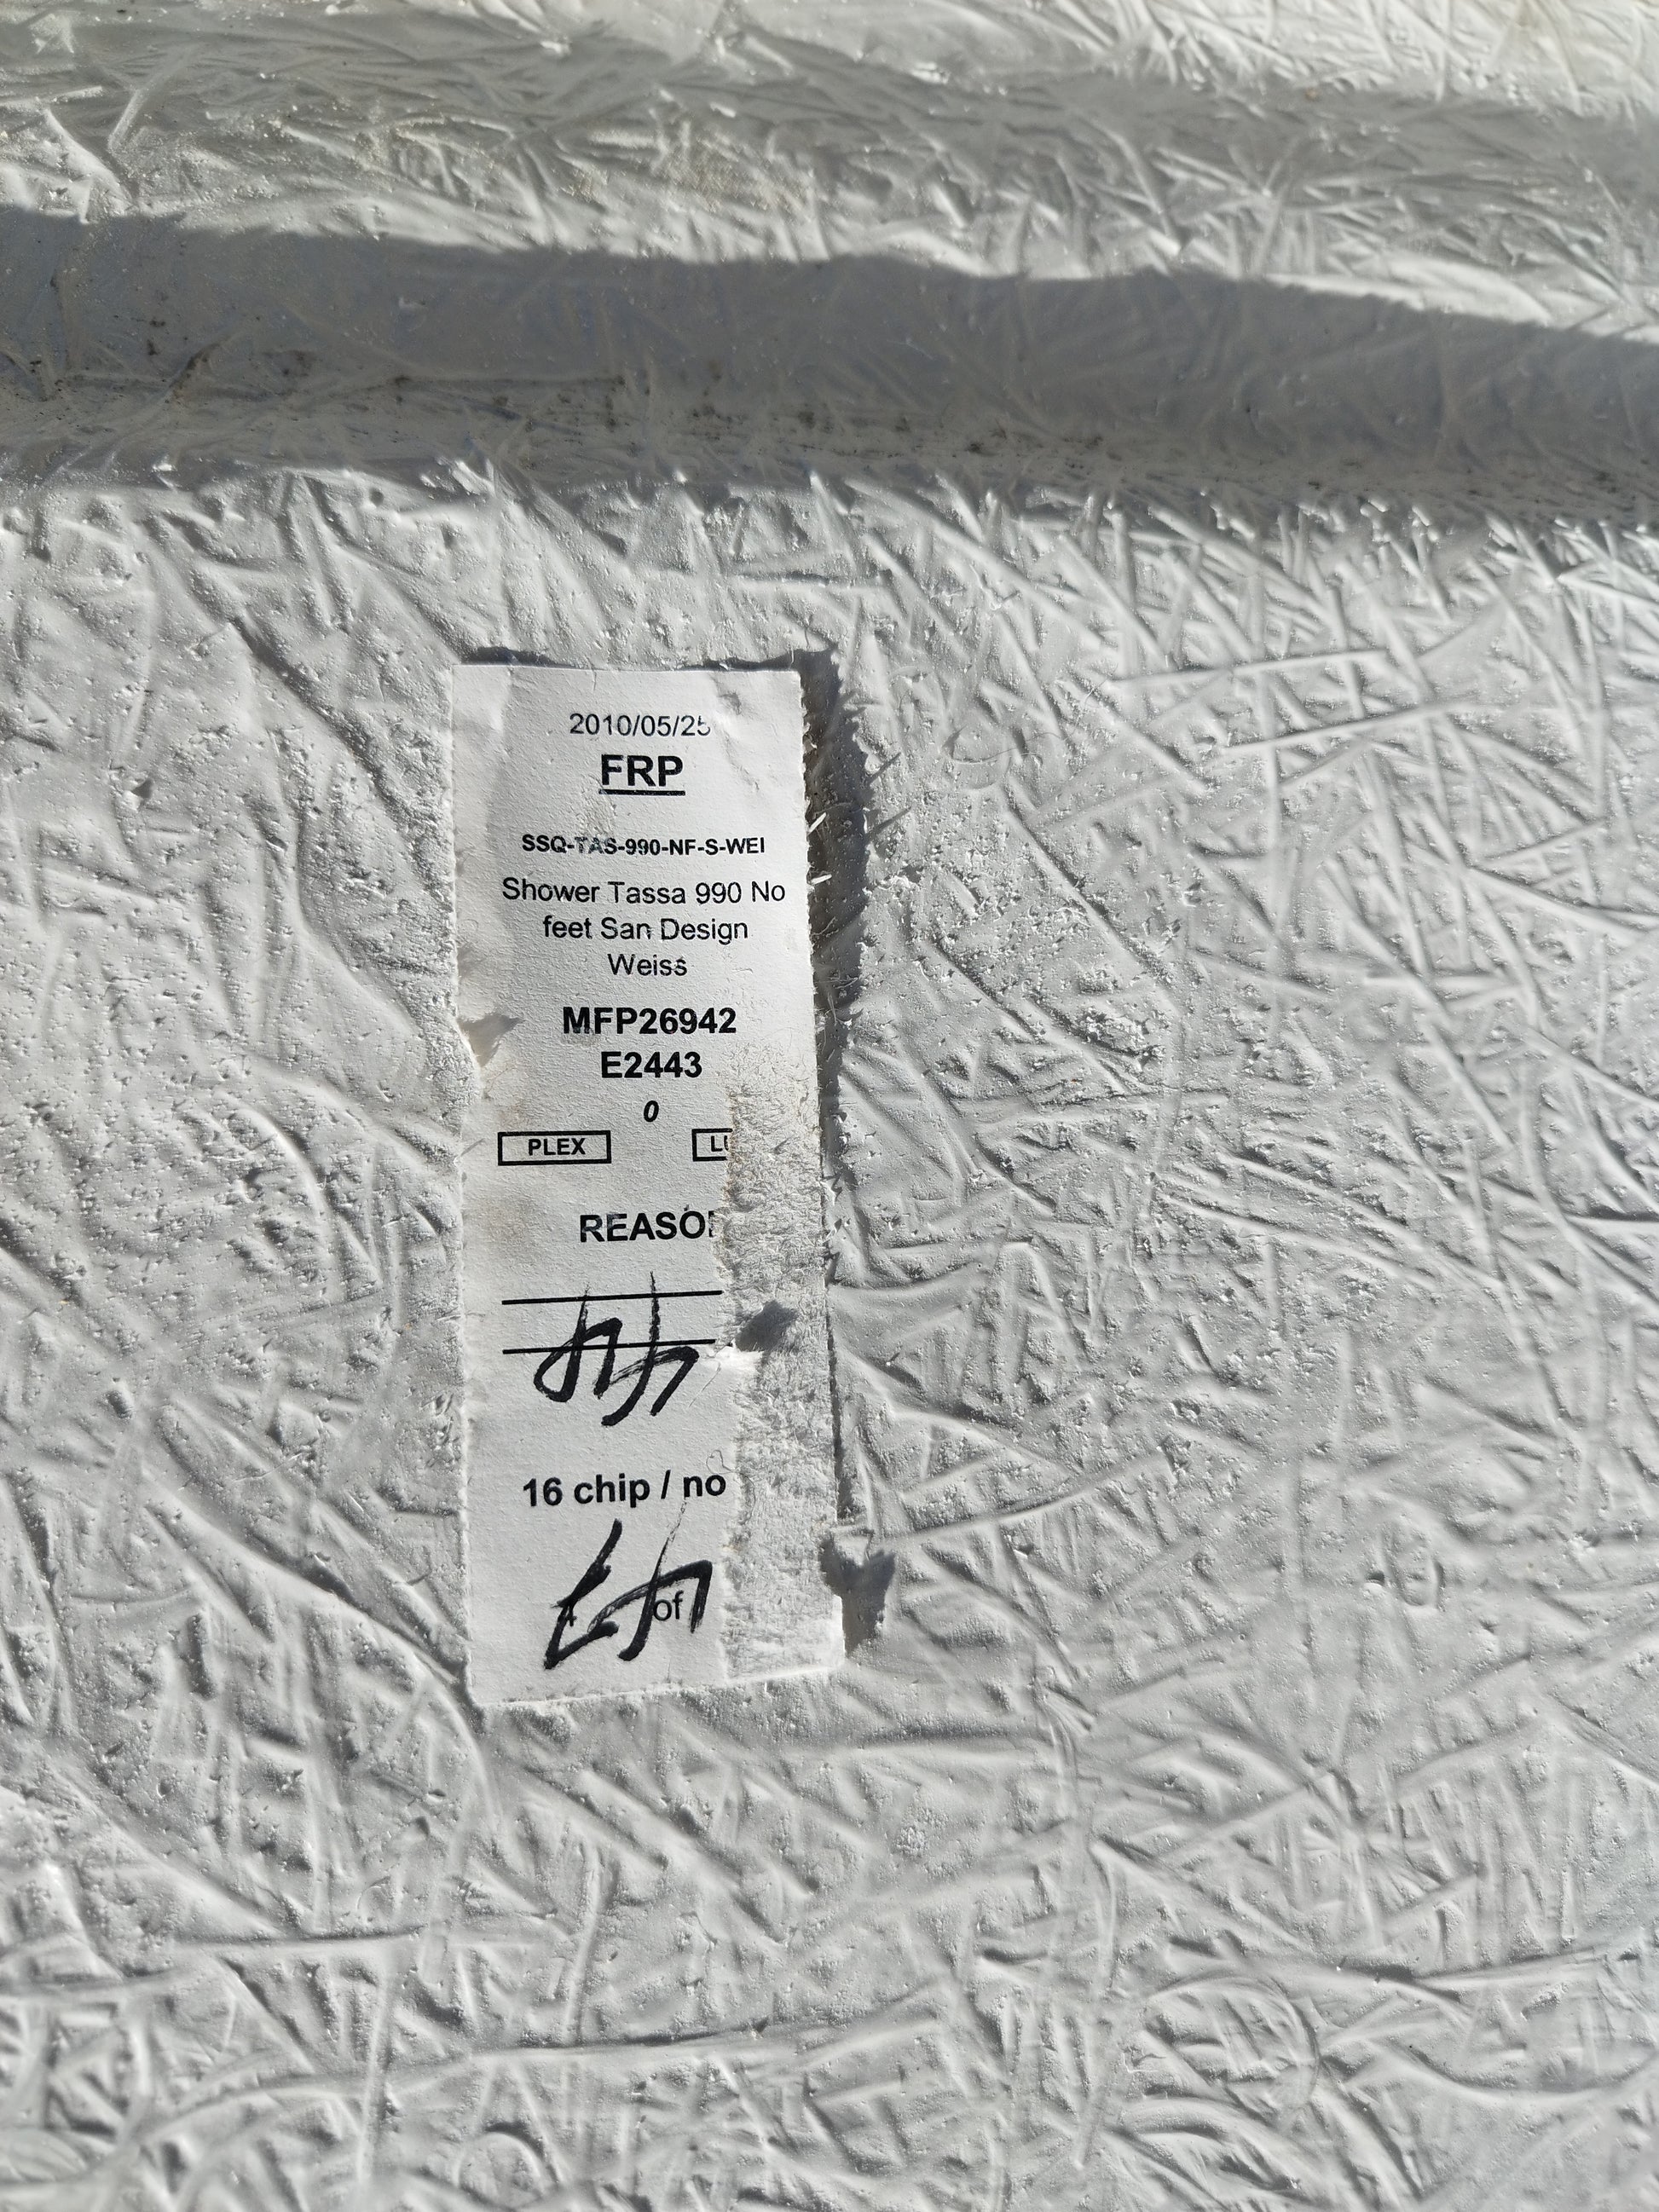 2010/05/25
FRP
SSQ-TAS-990-NF-S-WEI
Shower Tassa 990 No
feet San Design
Weiss
MFP26942
E2443
0
PLEX
REASO
16 chip / no
of